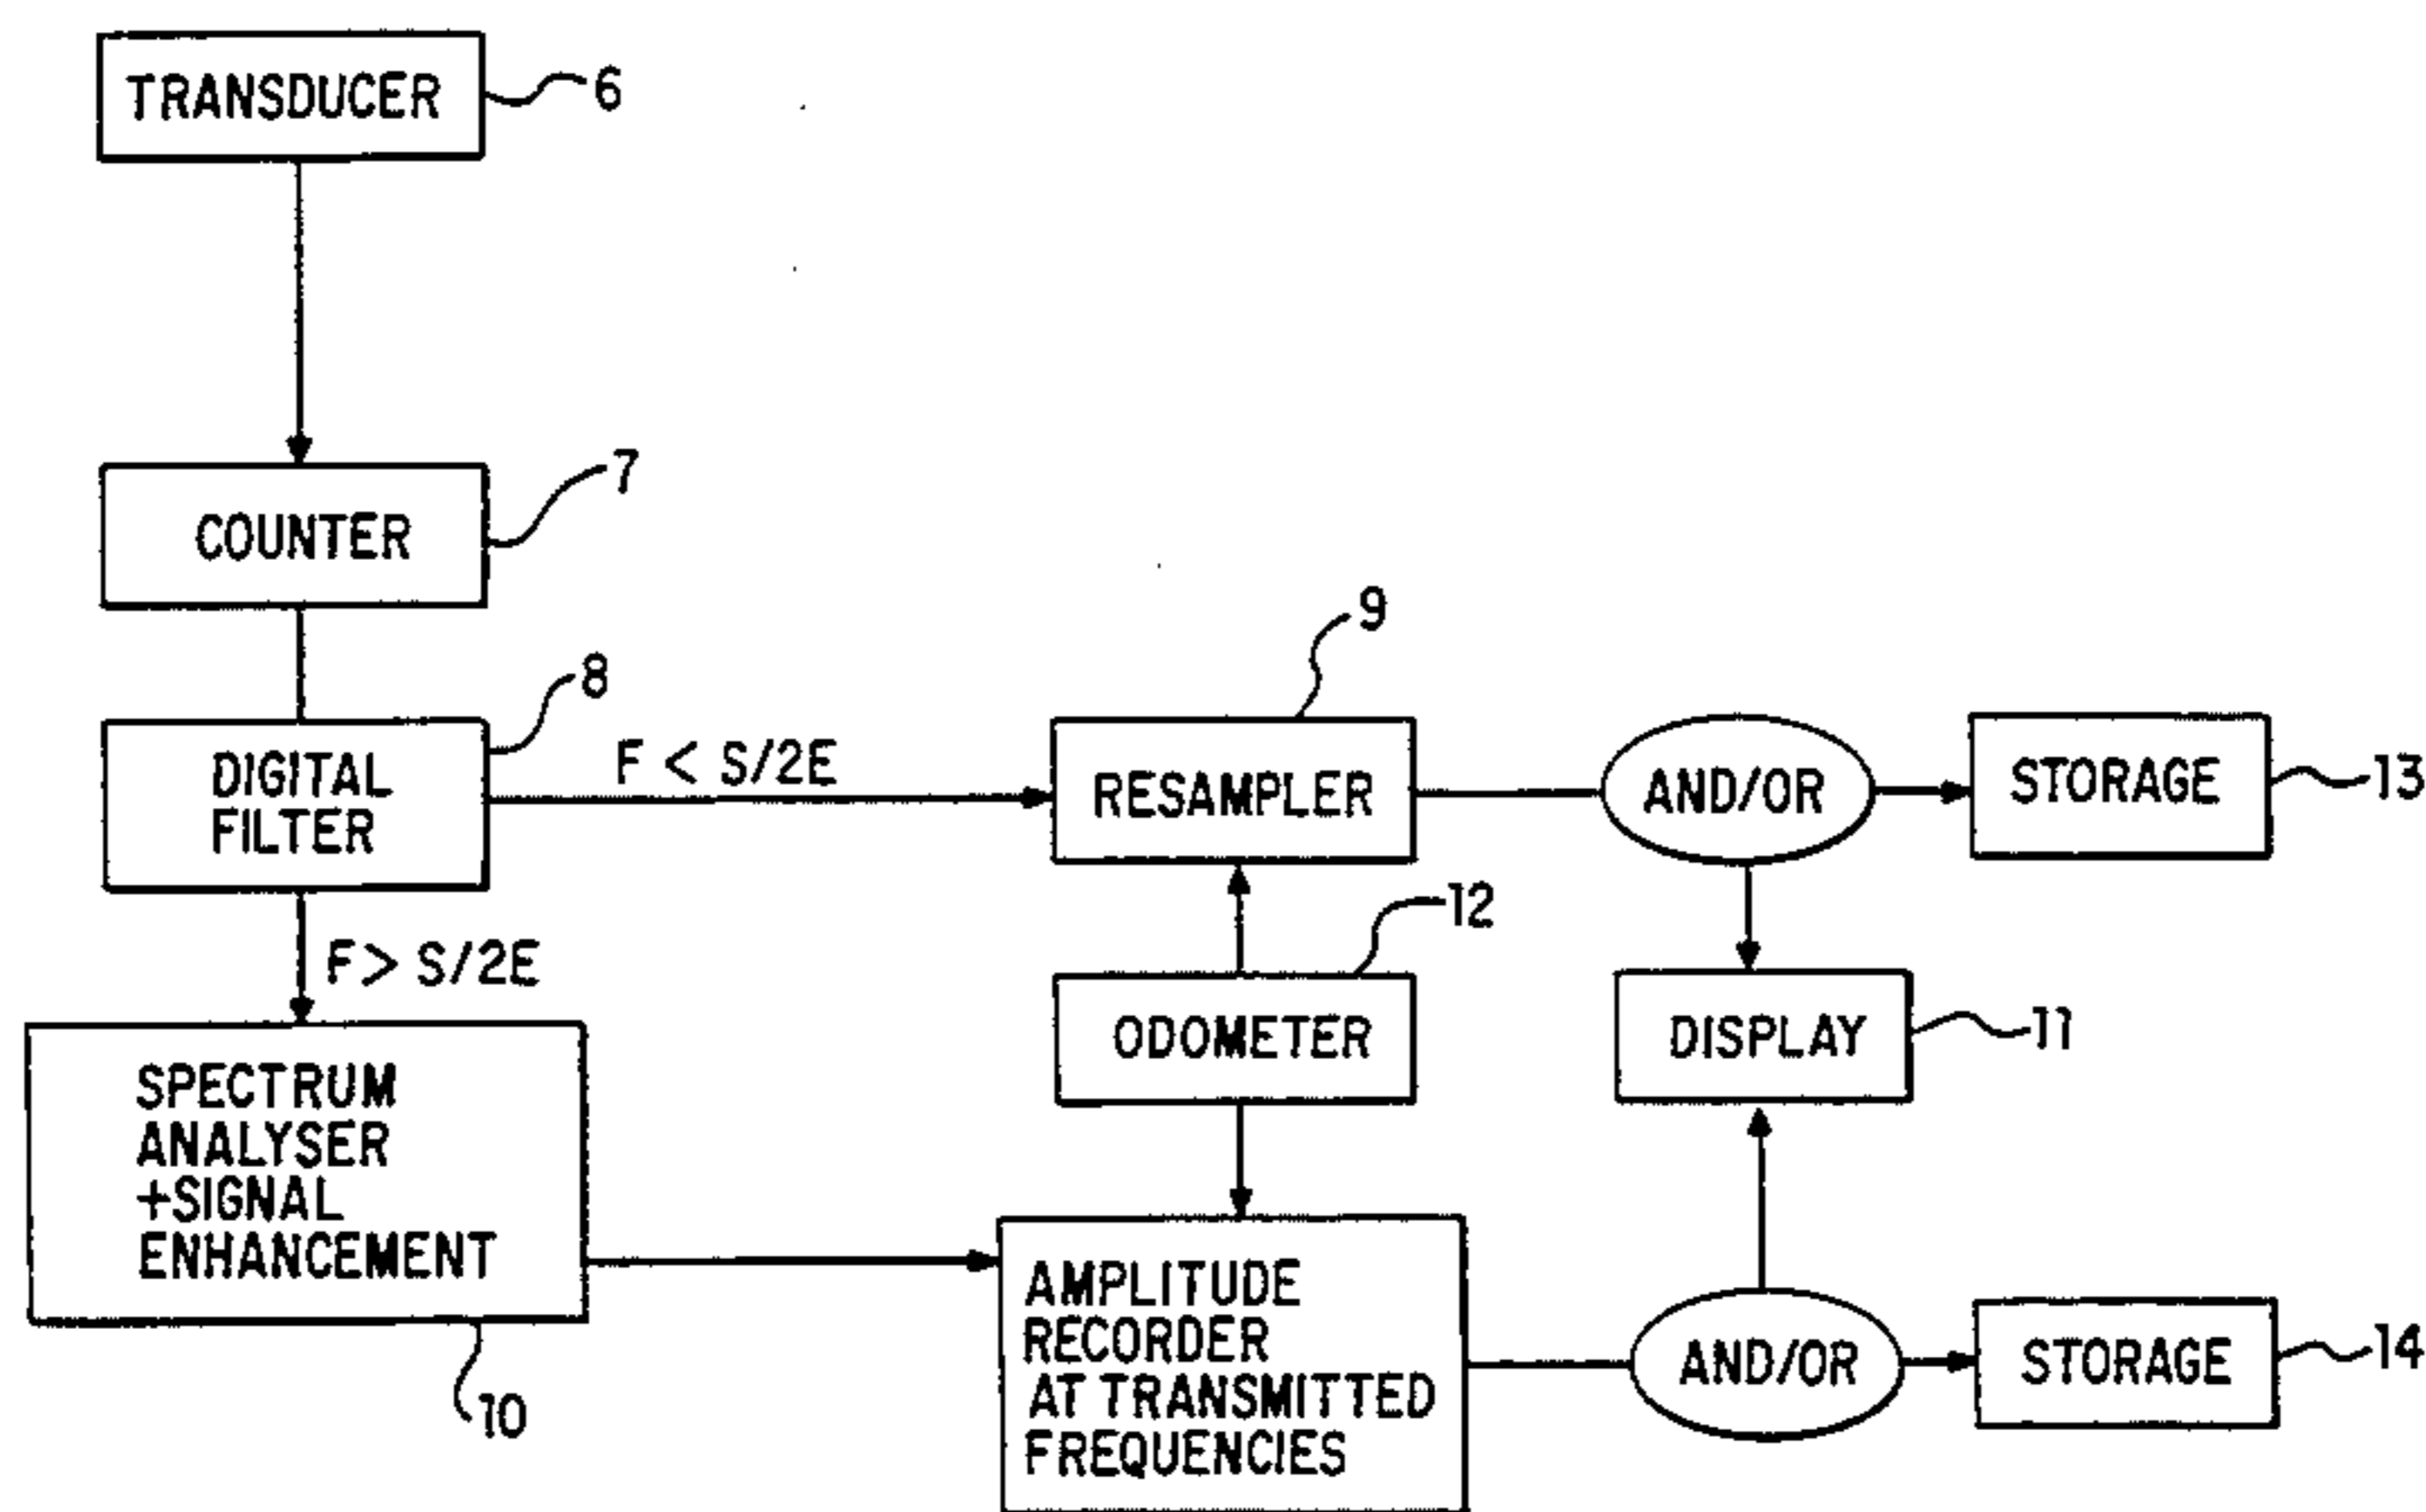 TRANSDUCER
6
COUNTER
7
DIGITAL
FILTER
8
F < S/2E
RESAMPLER
9
AND/OR
STORAGE
13
F > S/2E
ODOMETER
12
DISPLAY
11
SPECTRUM
ANALYSER
+SIGNAL
ENHANCEMENT
10
AMPLITUDE
RECORDER
AT TRANSMITTED
FREQUENCIES
AND/OR
STORAGE
14